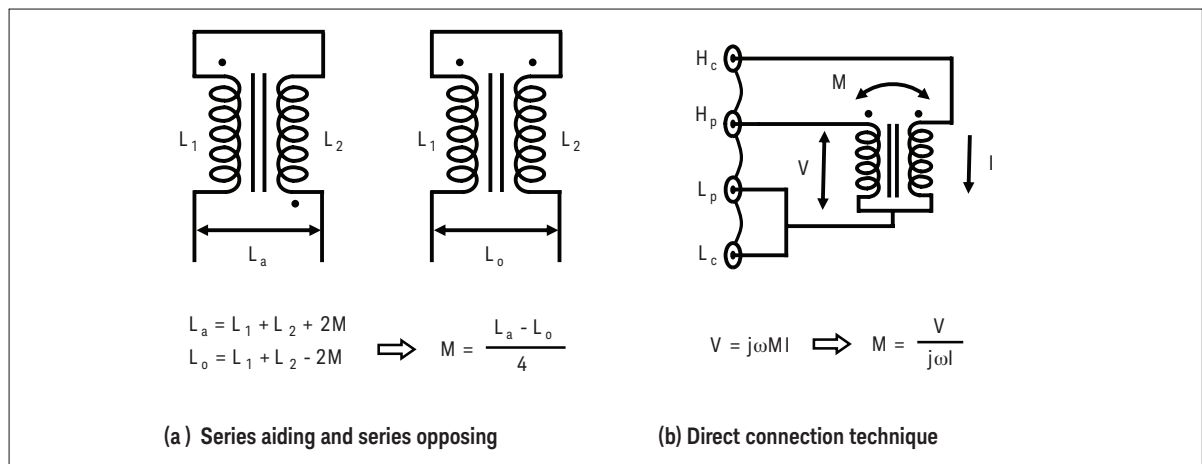 L1 L2
La
L1 L2
Lo
La = L1 + L2 + 2M
Lo = L1 + L2 - 2M
M = La - Lo
4
Hc
Hp
Lp
Lc
M
V
I
V = jωMI
M = V
jωI
(a ) Series aiding and series opposing
(b) Direct connection technique